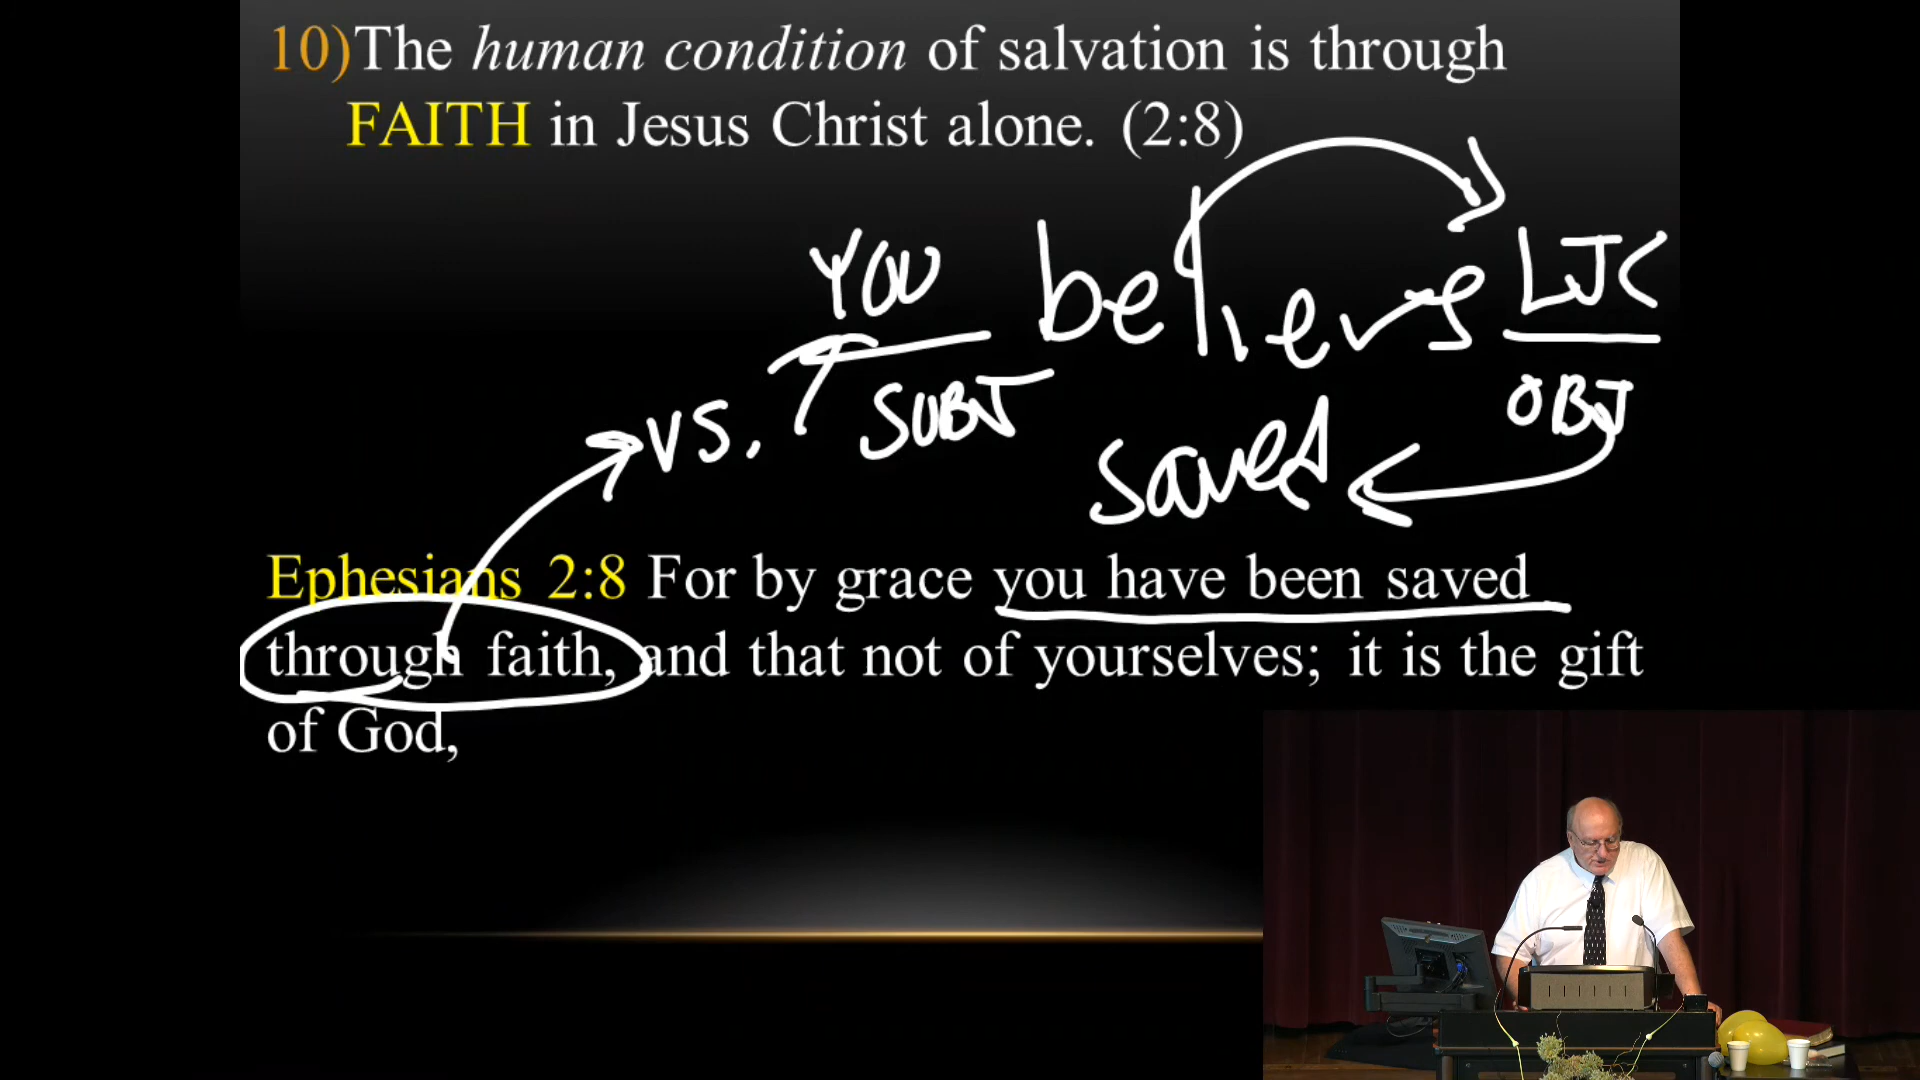 10)The human condition of salvation is through
FAITH in Jesus Christ alone. (2:8)
YOU believe LJC
vs. SUBJ OBJ
saved
Ephesians 2:8 For by grace you have been saved
through faith, and that not of yourselves; it is the gift
of God,